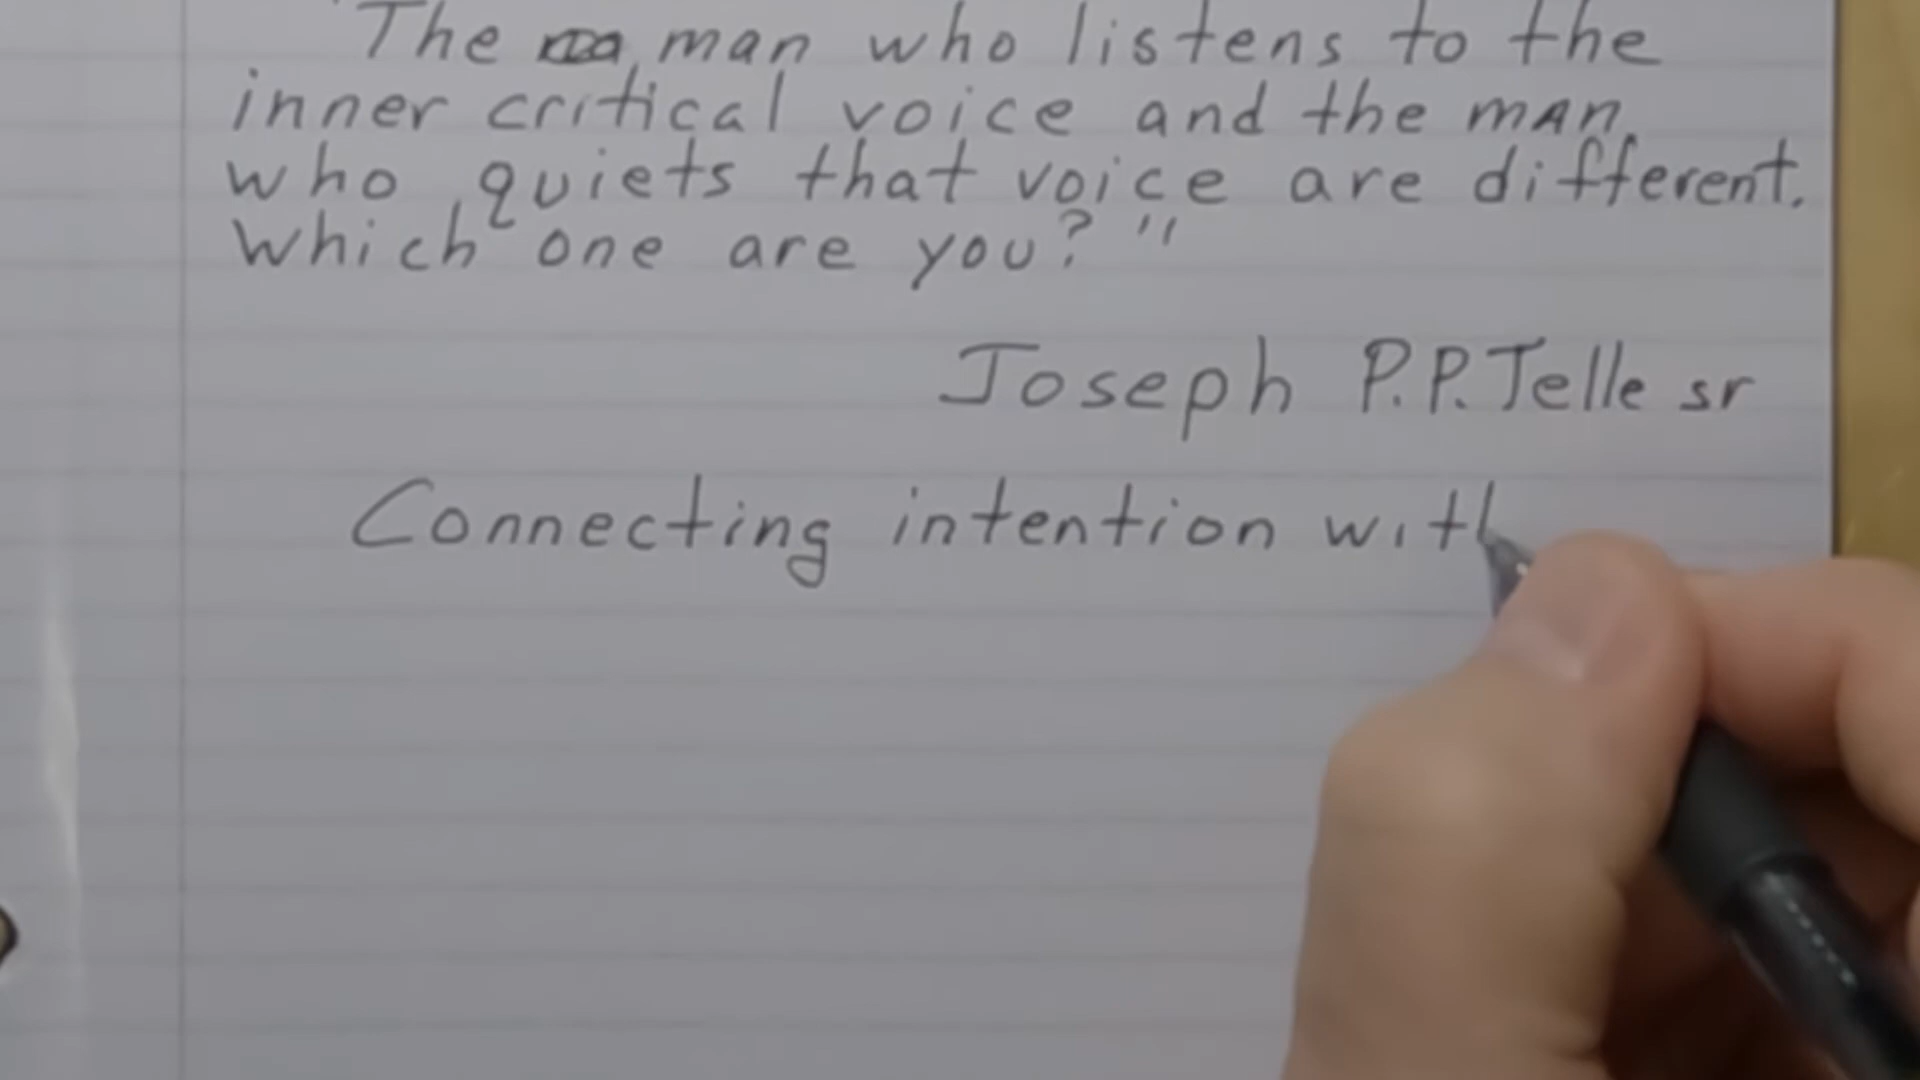 "The man who listens to the
inner critical voice and the man
who quiets that voice are different.
Which one are you?"
Joseph P.P. Telle sr
Connecting intention with